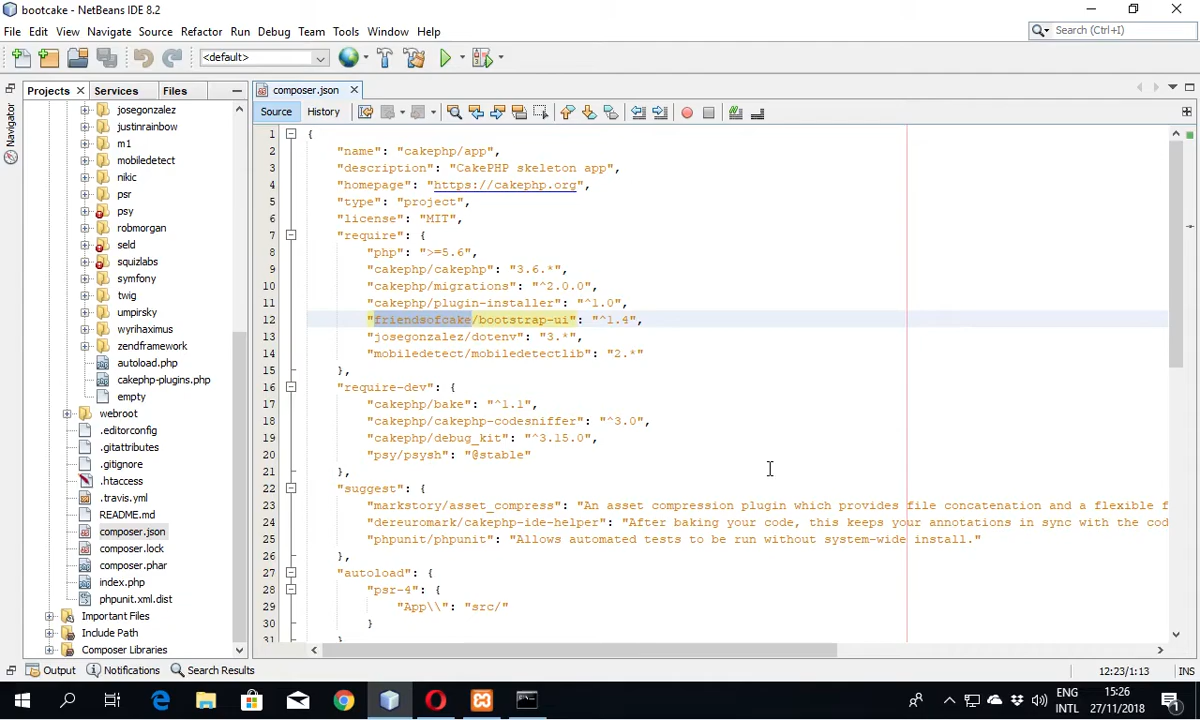 bootcake - NetBeans IDE 8.2
File Edit View Navigate Source Refactor Run Debug Team Tools Window Help
Search (Ctrl+I)
<default>
Projects Services Files
composer.json
Navigator
Source History
josegonzalez
justinrainbow
m1
mobiledetect
nikic
psr
psy
robmorgan
seld
squizlabs
symfony
twig
umpirsky
wyrihaximus
zendframework
autoload.php
cakephp-plugins.php
empty
webroot
.editorconfig
.gitattributes
.gitignore
.htaccess
.travis.yml
README.md
composer.json
composer.lock
composer.phar
index.php
phpunit.xml.dist
Important Files
Include Path
Composer Libraries
1 {
2 "name": "cakephp/app",
3 "description": "CakePHP skeleton app",
4 "homepage": "https://cakephp.org",
5 "type": "project",
6 "license": "MIT",
7 "require": {
8 "php": ">=5.6",
9 "cakephp/cakephp": "3.6.*",
10 "cakephp/migrations": "^2.0.0",
11 "cakephp/plugin-installer": "^1.0",
12 "friendsofcake/bootstrap-ui": "^1.4",
13 "josegonzalez/dotenv": "3.*",
14 "mobiledetect/mobiledetectlib": "2.*"
15 },
16 "require-dev": {
17 "cakephp/bake": "^1.1",
18 "cakephp/cakephp-codesniffer": "^3.0",
19 "cakephp/debug_kit": "^3.15.0",
20 "psy/psysh": "@stable"
21 },
22 "suggest": {
23 "markstory/asset_compress": "An asset compression plugin which provides file concatenation and a flexible f
24 "dereuromark/cakephp-ide-helper": "After baking your code, this keeps your annotations in sync with the cod
25 "phpunit/phpunit": "Allows automated tests to be run without system-wide install."
26 },
27 "autoload": {
28 "psr-4": {
29 "App\\": "src/"
30 }
31 }
Output Notifications Search Results
12:23/1:13 INS
ENG
INTL
15:26
27/11/2018
1